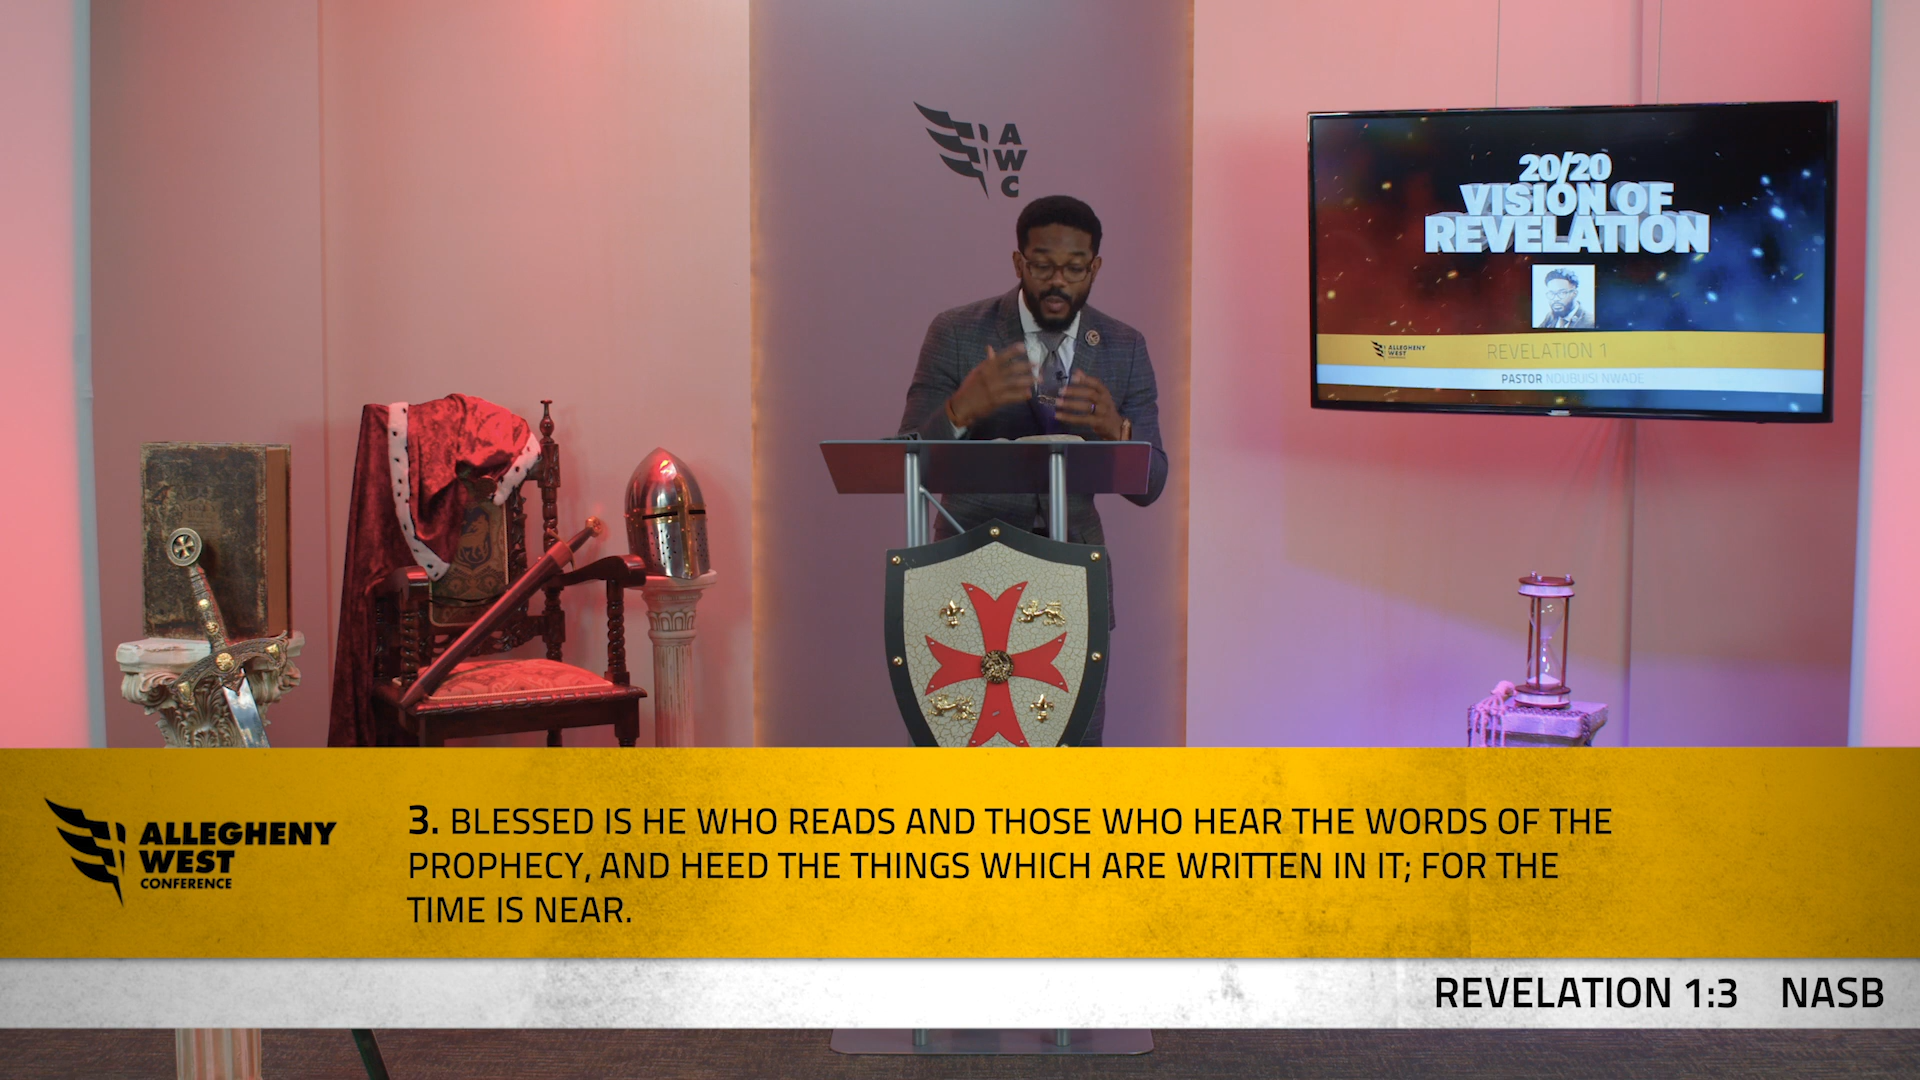 A
W
C
20/20
VISION OF
REVELATION
ALLEGHENY
WEST
REVELATION 1
PASTOR NDUBUISI NWADE
ALLEGHENY
WEST
CONFERENCE
3. BLESSED IS HE WHO READS AND THOSE WHO HEAR THE WORDS OF THE
PROPHECY, AND HEED THE THINGS WHICH ARE WRITTEN IN IT; FOR THE
TIME IS NEAR.
REVELATION 1:3 NASB